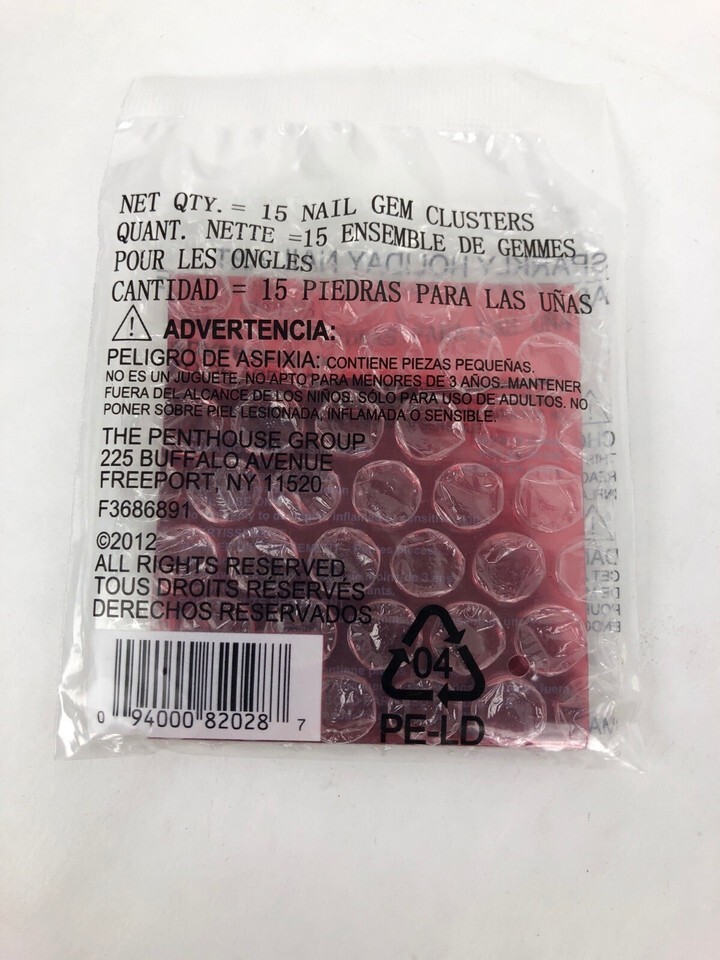 NET QTY. = 15 NAIL GEM CLUSTERS
QUANT. NETTE =15 ENSEMBLE DE GEMMES
POUR LES ONGLES
CANTIDAD = 15 PIEDRAS PARA LAS UÑAS
ADVERTENCIA:
PELIGRO DE ASFIXIA: CONTIENE PIEZAS PEQUEÑAS.
NO ES UN JUGUETE, NO APTO PARA MENORES DE 3 AÑOS. MANTENER
FUERA DEL ALCANCE DE LOS NIÑOS. SÓLO PARA USO DE ADULTOS. NO
PONER SOBRE PIEL LESIONADA, INFLAMADA O SENSIBLE.
THE PENTHOUSE GROUP
225 BUFFALO AVENUE
FREEPORT, NY 11520
F3686891
©2012
ALL RIGHTS RESERVED
TOUS DROITS RÉSERVÉS
DERECHOS RESERVADOS
04
PE-LD
0 94000 82028 7